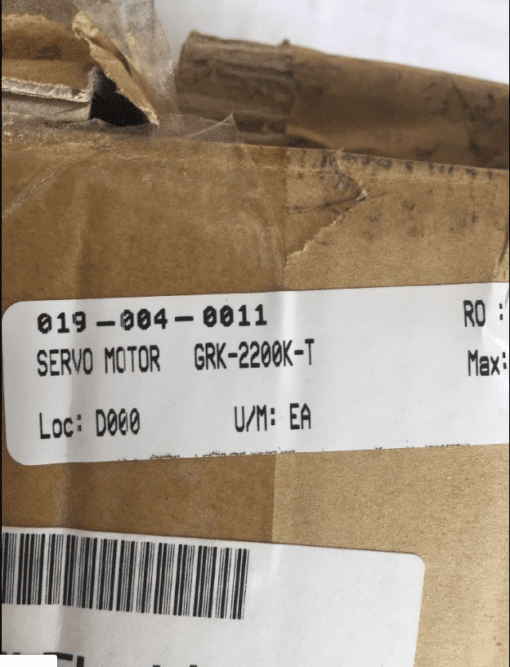 019-004-0011
RO :
SERVO MOTOR GRK-2200K-T
Max:
Loc: D000 U/M: EA